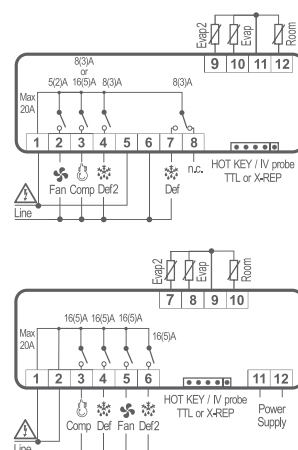 Evap2
Evap
Room
8(3)A
or
5(2)A 16(5)A 8(3)A 8(3)A
9 10 11 12
Max
20A
1 2 3 4 5 6 7 8
Fan Comp Def2 Def n.c.
HOT KEY / IV probe
TTL or X-REP
Line
Evap2
Evap
Room
7 8 9 10
16(5)A 16(5)A 16(5)A
16(5)A
Max
20A
1 2 3 4 5 6 11 12
Comp Def Fan Def2
HOT KEY / IV probe
TTL or X-REP
Power
Supply
Line